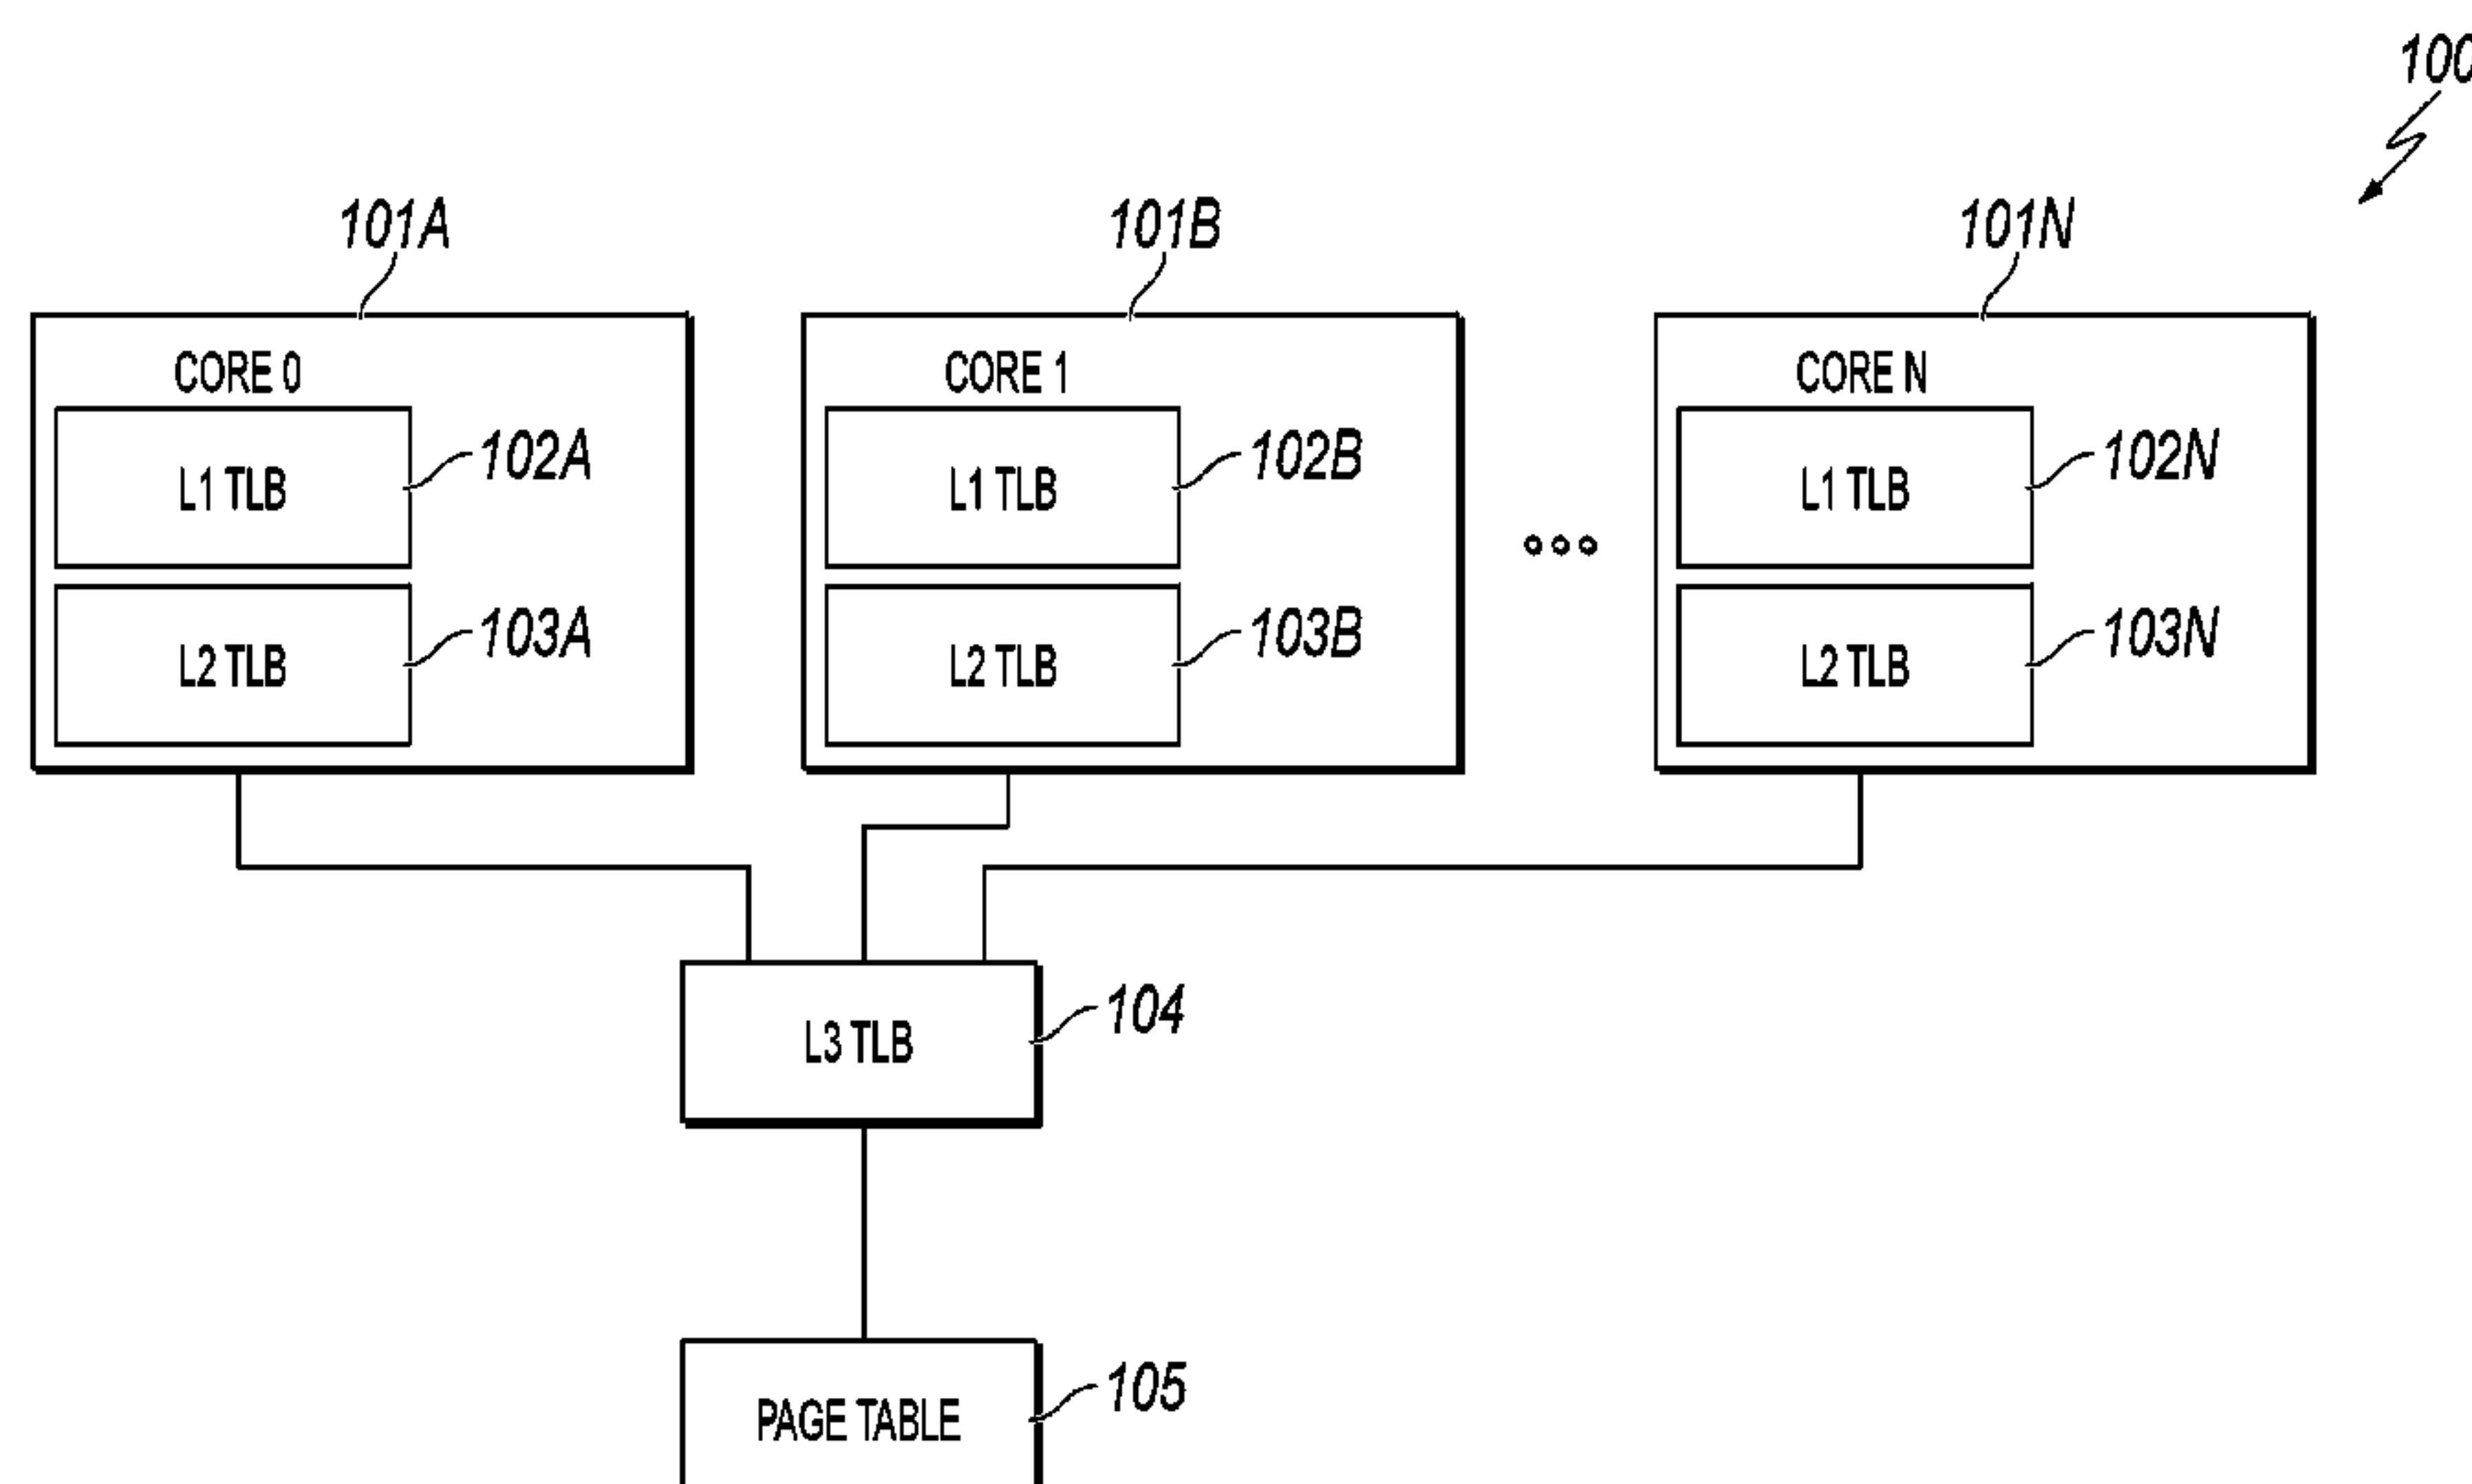 100
101A 101B 101N
CORE 0 CORE 1 CORE N
L1 TLB 102A L1 TLB 102B L1 TLB 102N
L2 TLB 103A L2 TLB 103B L2 TLB 103N
L3 TLB 104
PAGE TABLE 105